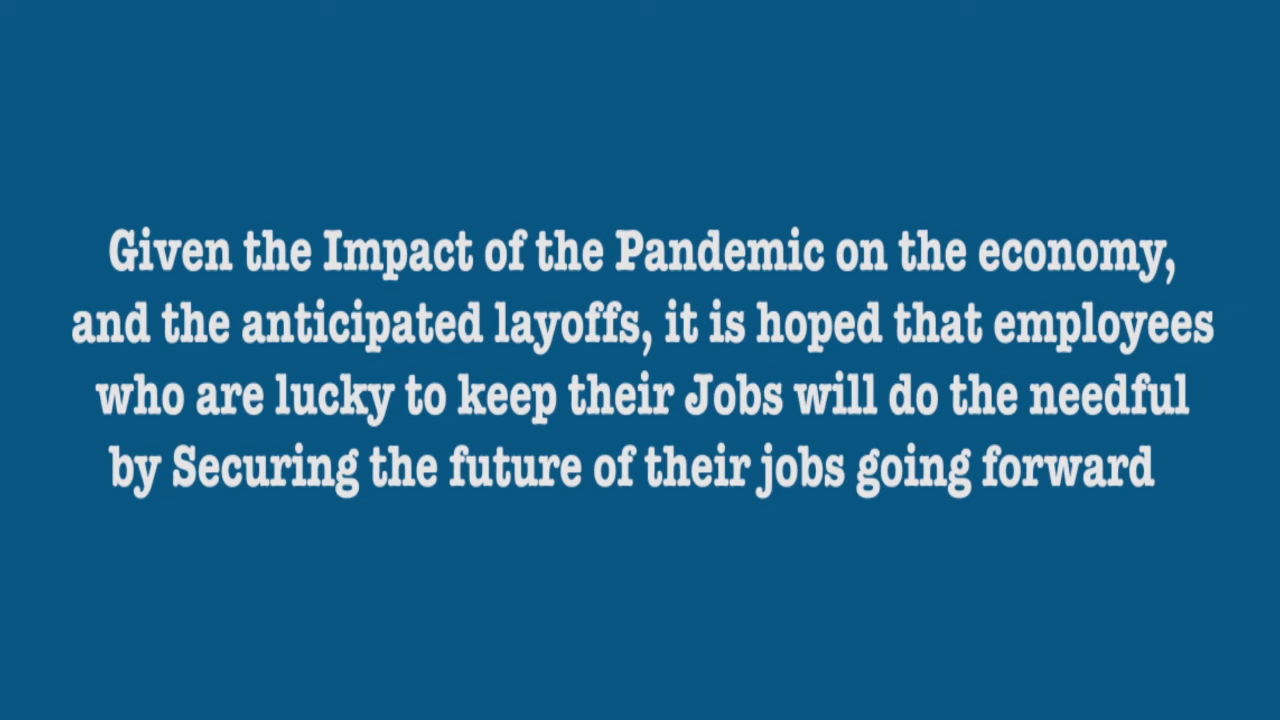 Given the Impact of the Pandemic on the economy,
and the anticipated layoffs, it is hoped that employees
who are lucky to keep their Jobs will do the needful
by Securing the future of their jobs going forward